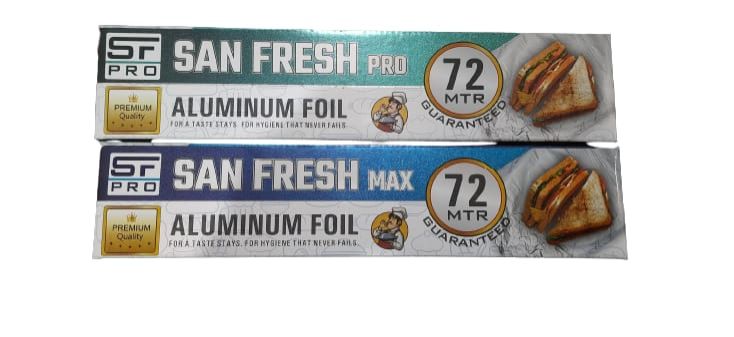 SF
PRO
SAN FRESH PRO
72
MTR
GUARANTEED
PREMIUM
Quality
ALUMINUM FOIL
FOR A TASTE STAYS. FOR HYGIENE THAT NEVER FAILS.
SF
PRO
SAN FRESH MAX
72
MTR
GUARANTEED
PREMIUM
Quality
ALUMINUM FOIL
FOR A TASTE STAYS. FOR HYGIENE THAT NEVER FAILS.